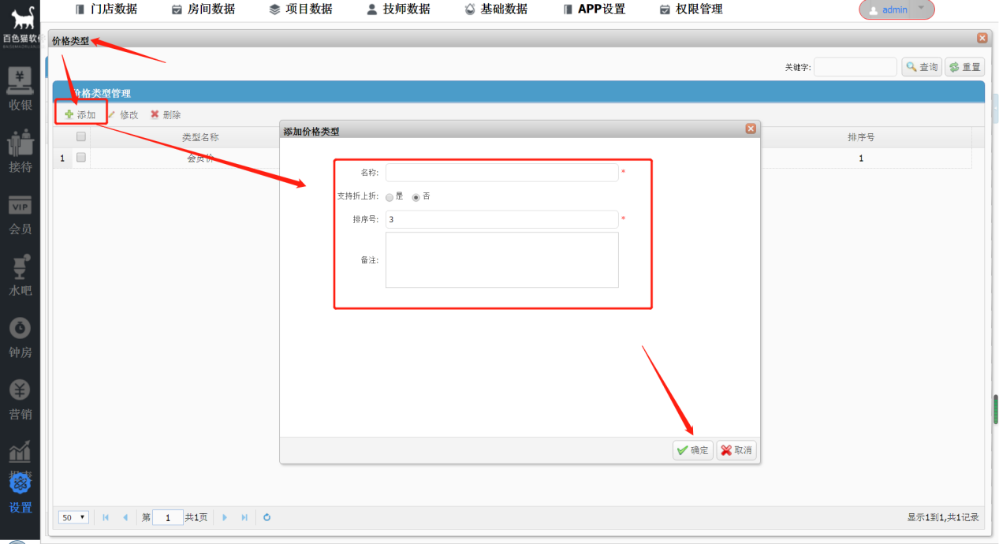 门店数据 房间数据 项目数据 技师数据 基础数据 APP设置 权限管理 admin
百色猫软
价格类型
关键字: 查询 重置
价格类型管理
添加 修改 删除
类型名称 排序号
1 会员价 1
添加价格类型
名称: *
支持折上折: 是 否
排序号: 3 *
备注:
确定 取消
50 第 1 共1页 显示1到1,共1记录
收银
接待
VIP
会员
水吧
钟房
营销
设置